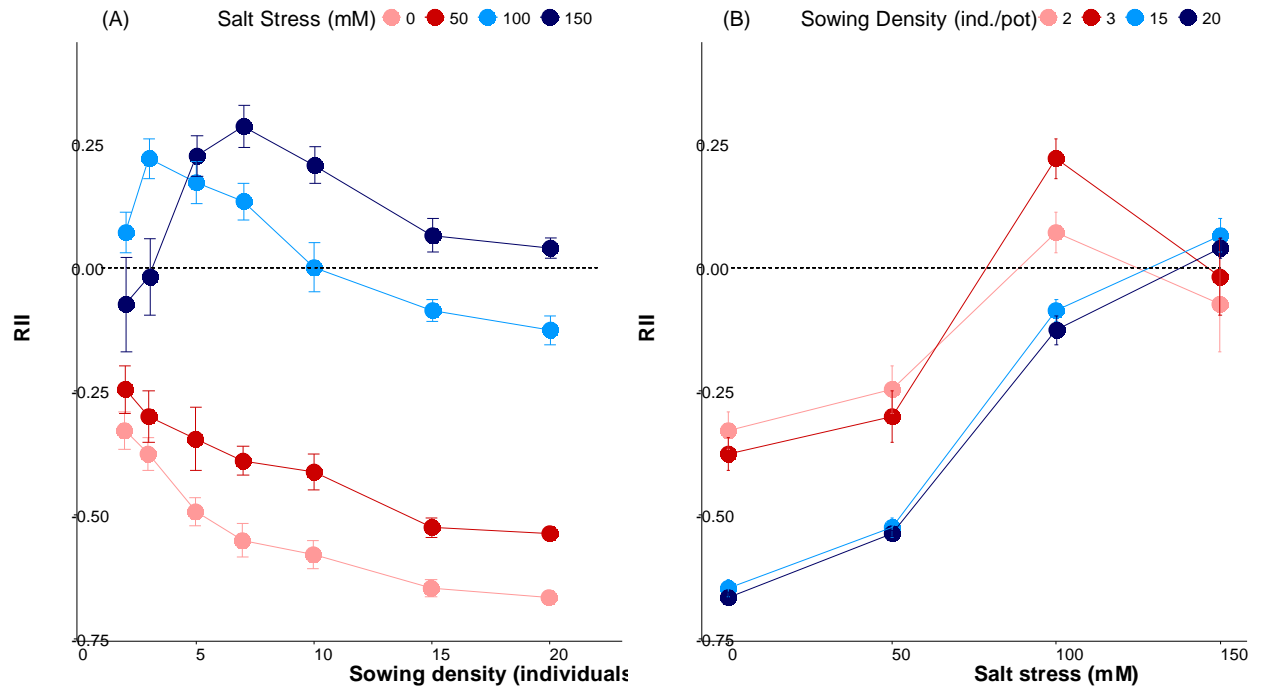 (A) Salt Stress (mM) 0 50 100 150
(B) Sowing Density (ind./pot) 2 3 15 20
0.25
0.00
-0.25
-0.50
-0.75
RII
0 5 10 15 20
Sowing density (individuals
0.25
0.00
-0.25
-0.50
-0.75
RII
0 50 100 150
Salt stress (mM)